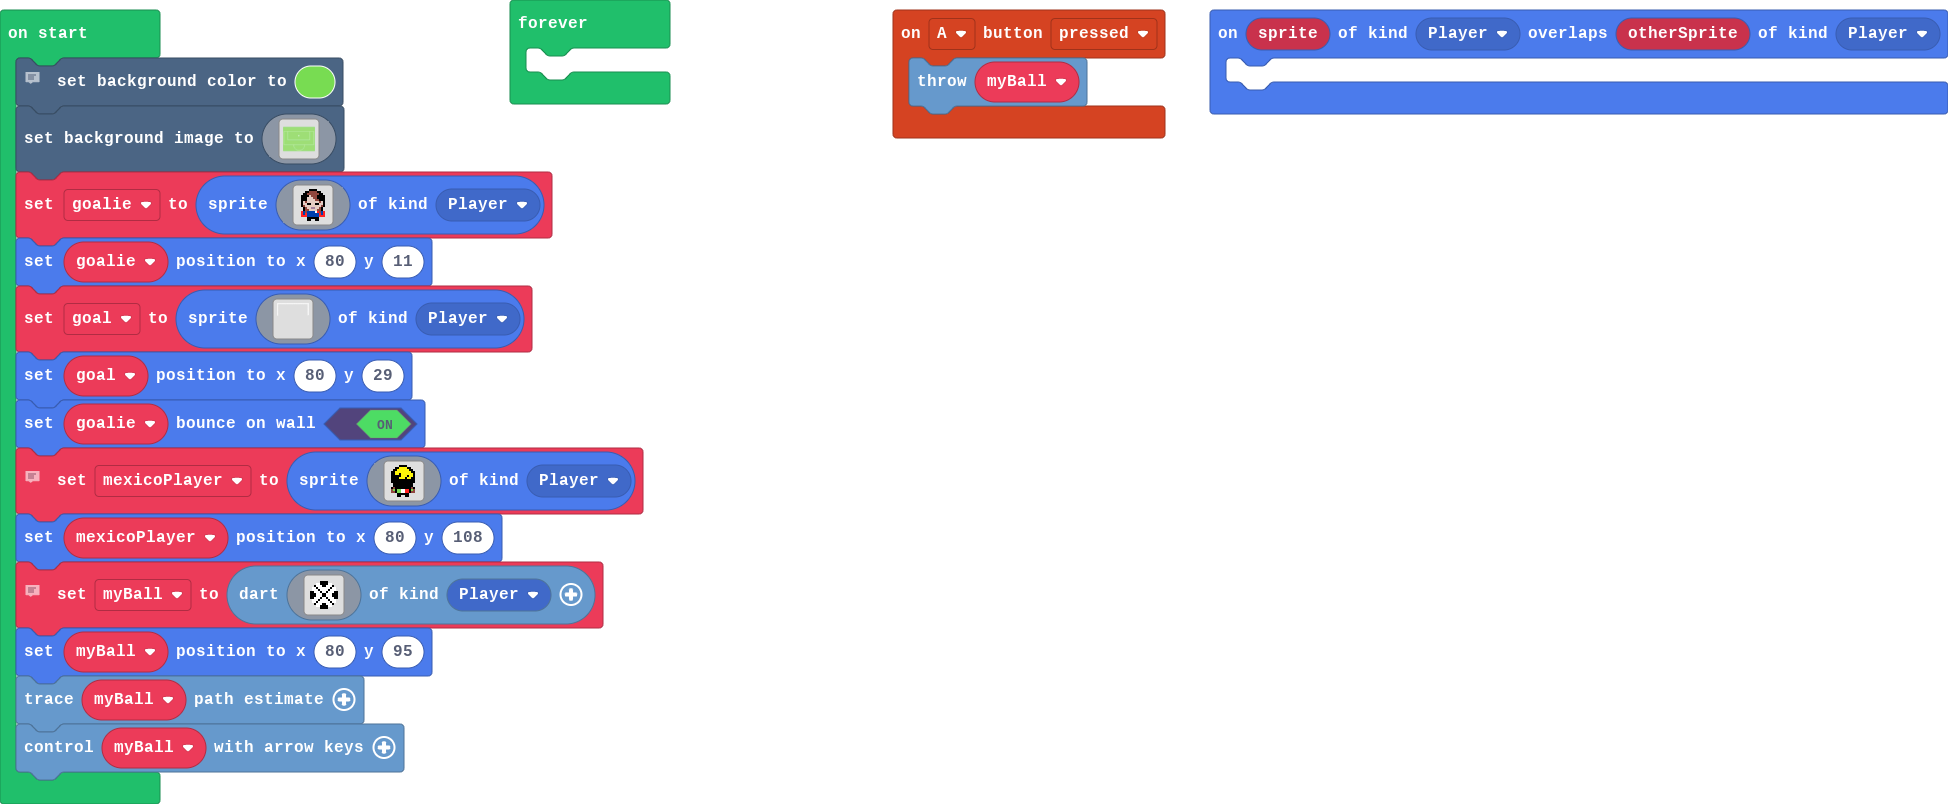 on start
set background color to
set background image to
set goalie to sprite of kind Player
set goalie position to x 80 y 11
set goal to sprite of kind Player
set goal position to x 80 y 29
set goalie bounce on wall ON
set mexicoPlayer to sprite of kind Player
set mexicoPlayer position to x 80 y 108
set myBall to dart of kind Player
set myBall position to x 80 y 95
trace myBall path estimate
control myBall with arrow keys
forever
on A button pressed
throw myBall
on sprite of kind Player overlaps otherSprite of kind Player